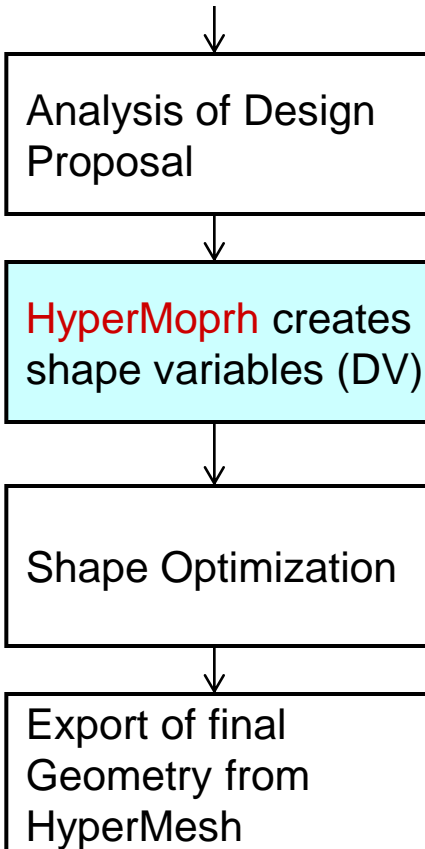 Analysis of Design
Proposal
HyperMoprh creates
shape variables (DV)
Shape Optimization
Export of final
Geometry from
HyperMesh